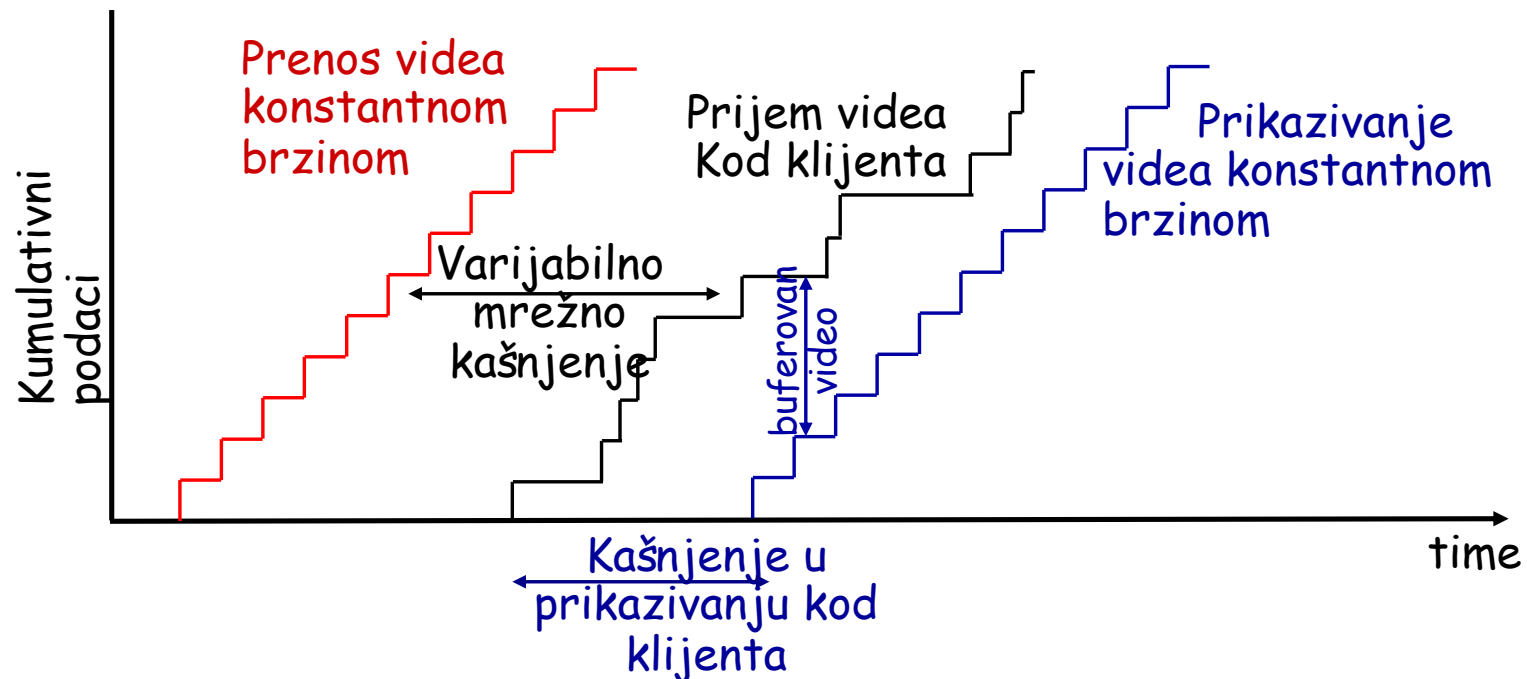 Prenos videa
konstantnom
brzinom
Prijem videa
Kod klijenta
Prikazivanje
videa konstantnom
brzinom
Kumulativni
podaci
Varijabilno
mrežno
kašnjenje
buferovan
video
time
Kašnjenje u
prikazivanju kod
klijenta